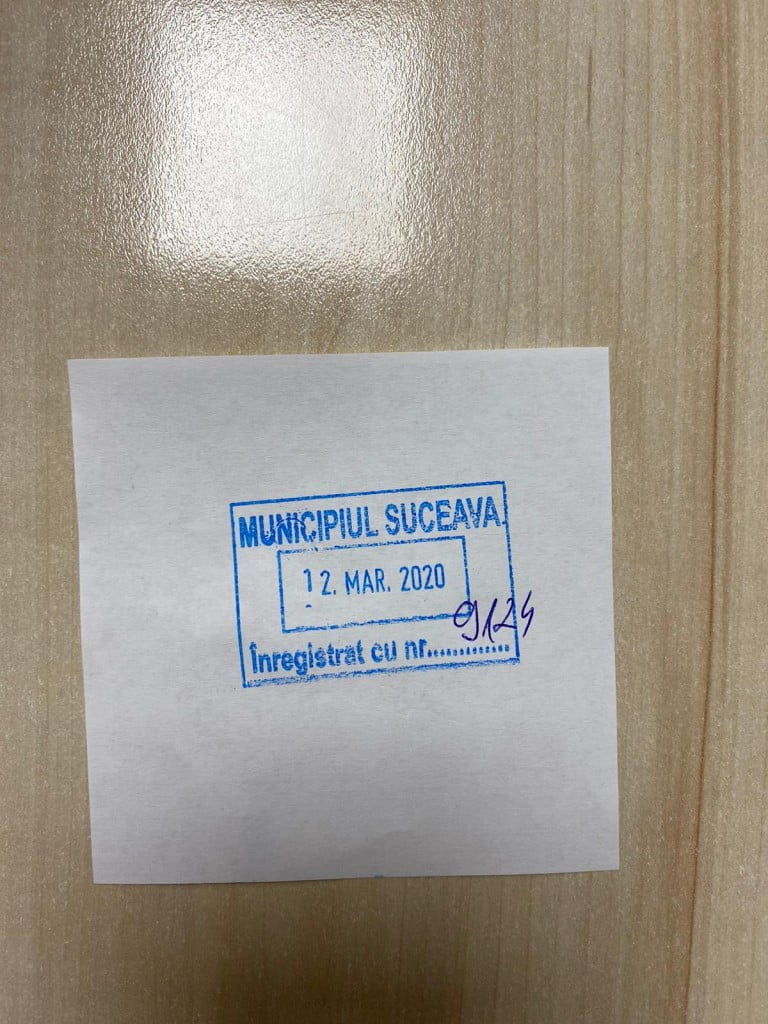 MUNICIPIUL SUCEAVA
12. MAR. 2020
Înregistrat cu nr.............. 9124